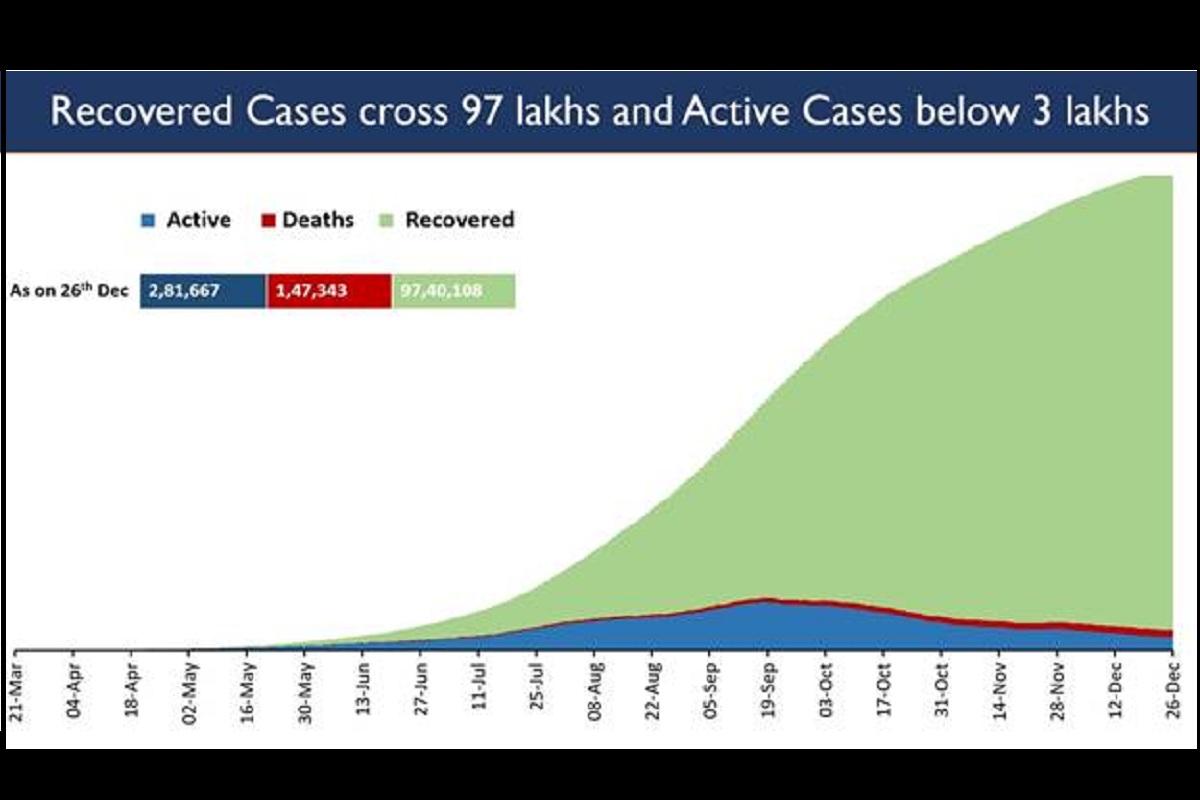 Recovered Cases cross 97 lakhs and Active Cases below 3 lakhs
Active Deaths Recovered
As on 26th Dec 2,81,667 1,47,343 97,40,108
21-Mar
04-Apr
18-Apr
02-May
16-May
30-May
13-Jun
27-Jun
11-Jul
25-Jul
08-Aug
22-Aug
05-Sep
19-Sep
03-Oct
17-Oct
31-Oct
14-Nov
28-Nov
12-Dec
26-Dec